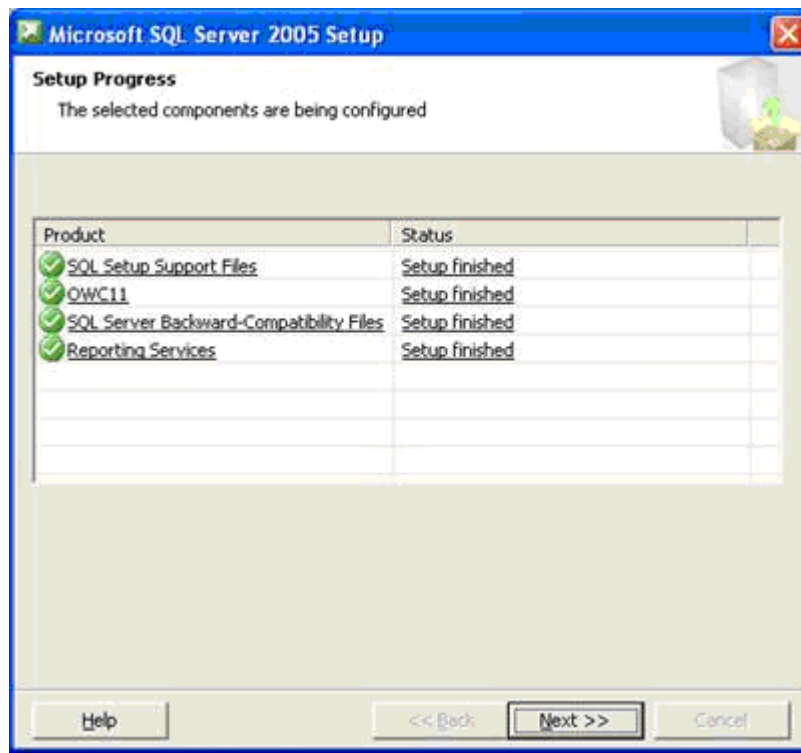 Microsoft SQL Server 2005 Setup
Setup Progress
The selected components are being configured
Product Status
SQL Setup Support Files Setup finished
OWC11 Setup finished
SQL Server Backward-Compatibility Files Setup finished
Reporting Services Setup finished
Help << Back Next >> Cancel